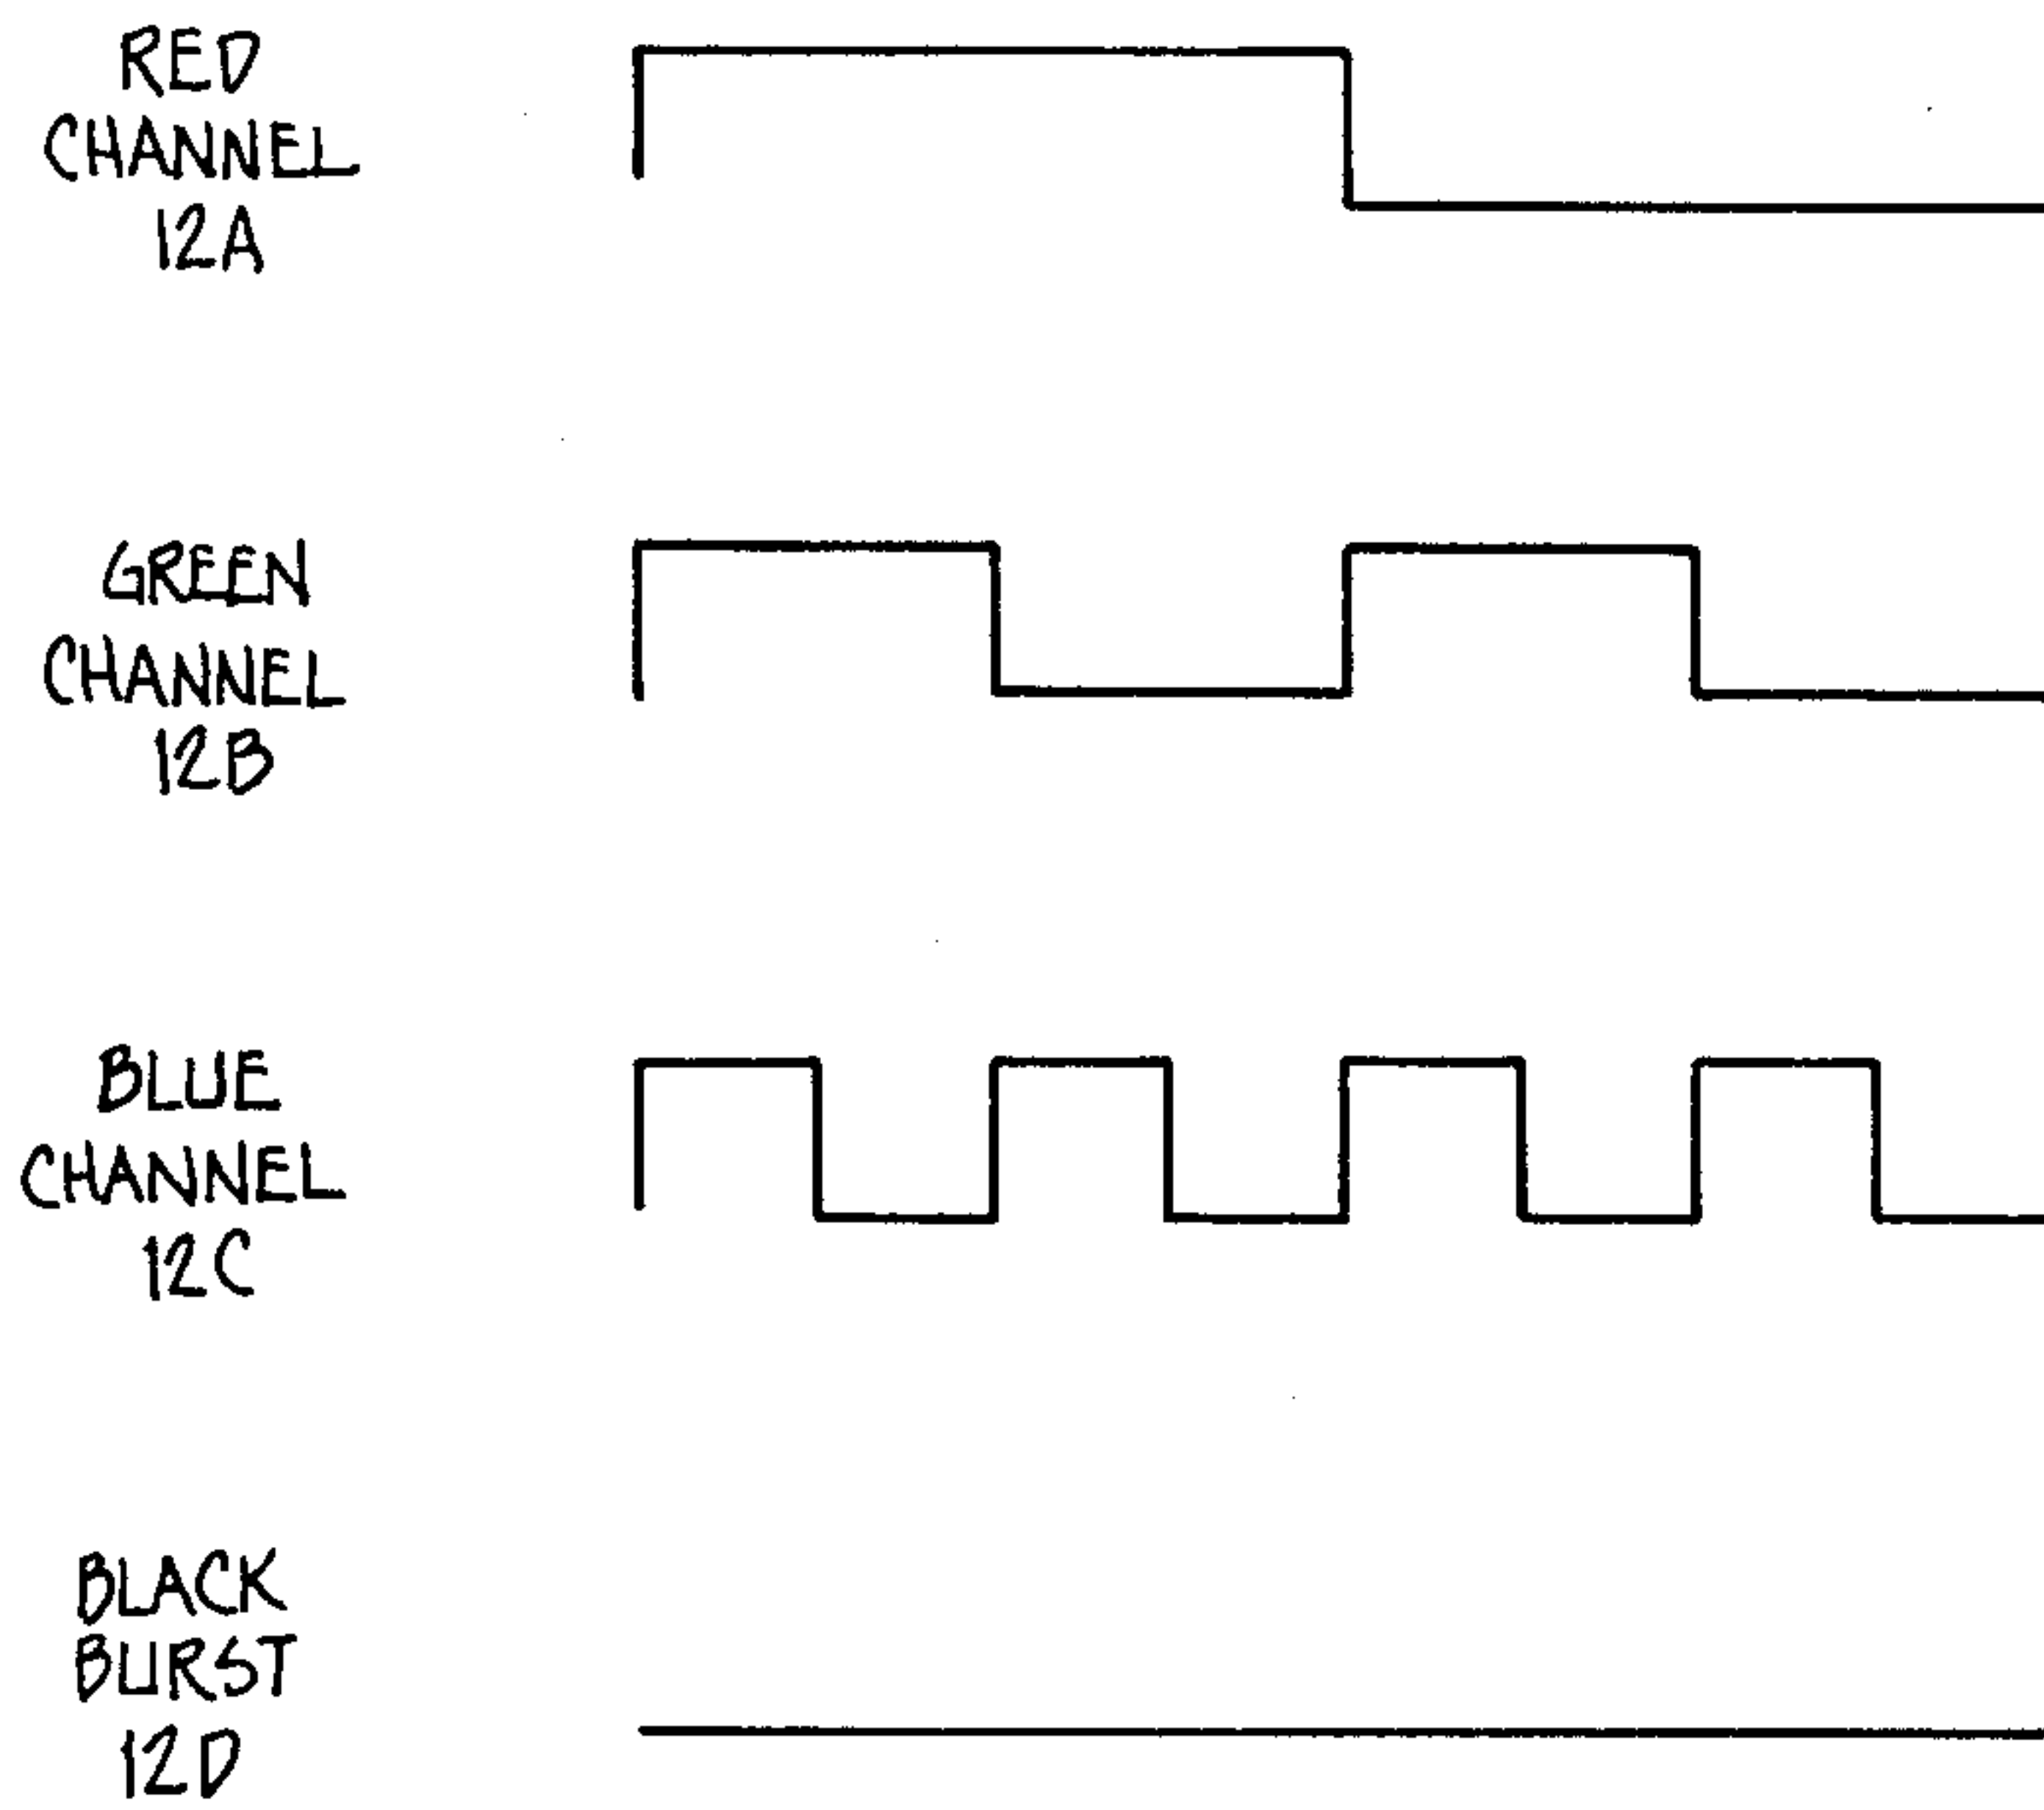 RED
CHANNEL
12A
GREEN
CHANNEL
12B
BLUE
CHANNEL
12C
BLACK
BURST
12D